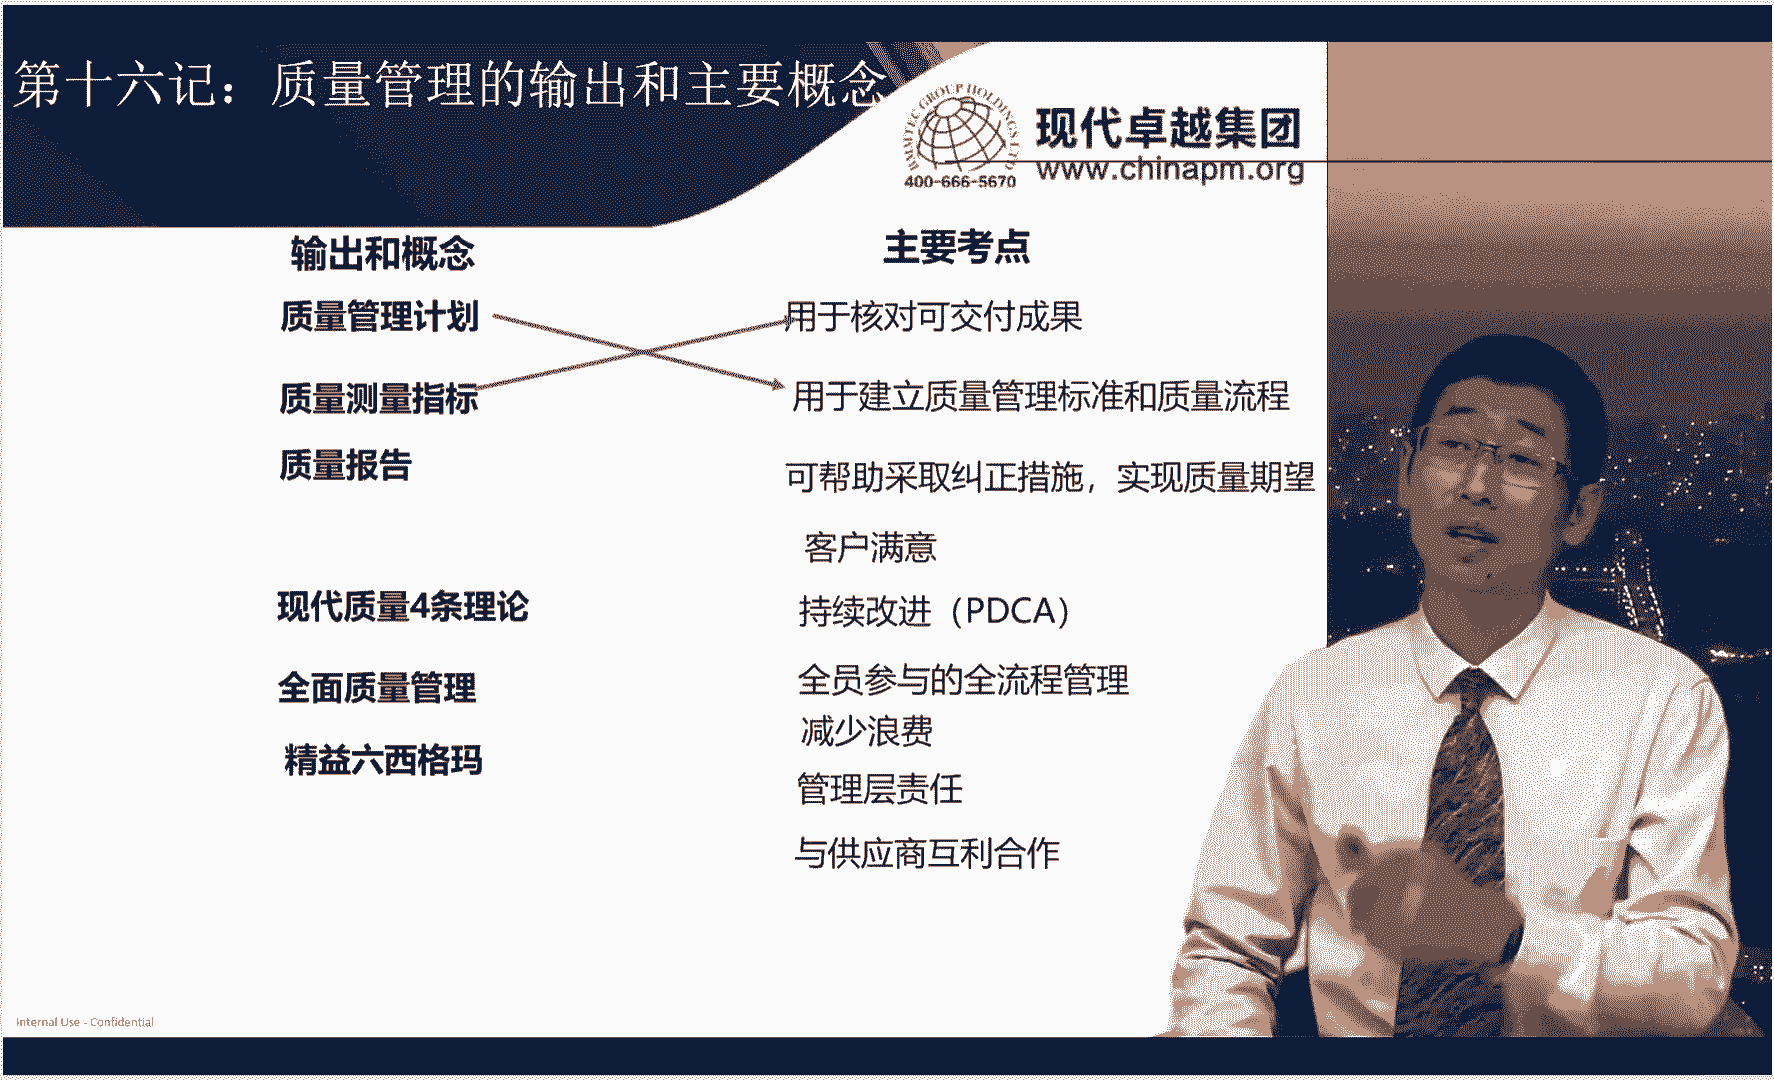 第十六记：质量管理的输出和主要概念
IMMTEC GROUP HOLDINGS LTD
400-666-5670
现代卓越集团
www.chinapm.org
输出和概念
主要考点
质量管理计划
用于核对可交付成果
质量测量指标
用于建立质量管理标准和质量流程
质量报告
可帮助采取纠正措施，实现质量期望
客户满意
现代质量4条理论
持续改进（PDCA）
全面质量管理
全员参与的全流程管理
减少浪费
精益六西格玛
管理层责任
与供应商互利合作
Internal Use - Confidential